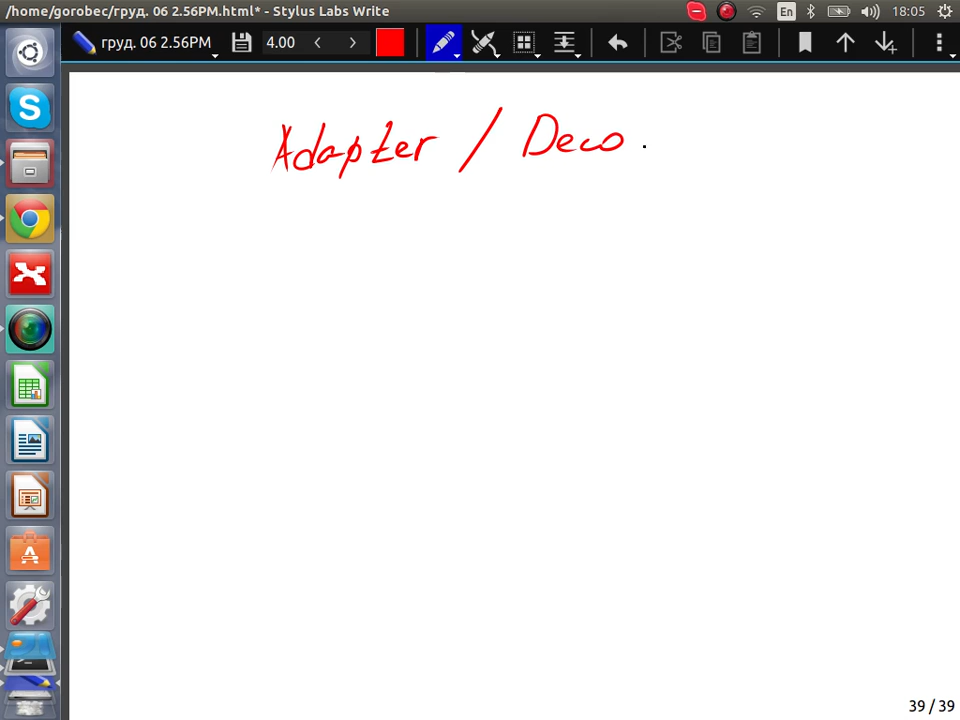 /home/gorobec/груд. 06 2.56PM.html* - Stylus Labs Write
En
18:05
груд. 06 2.56PM
4.00
Adapter / Deco
39 / 39